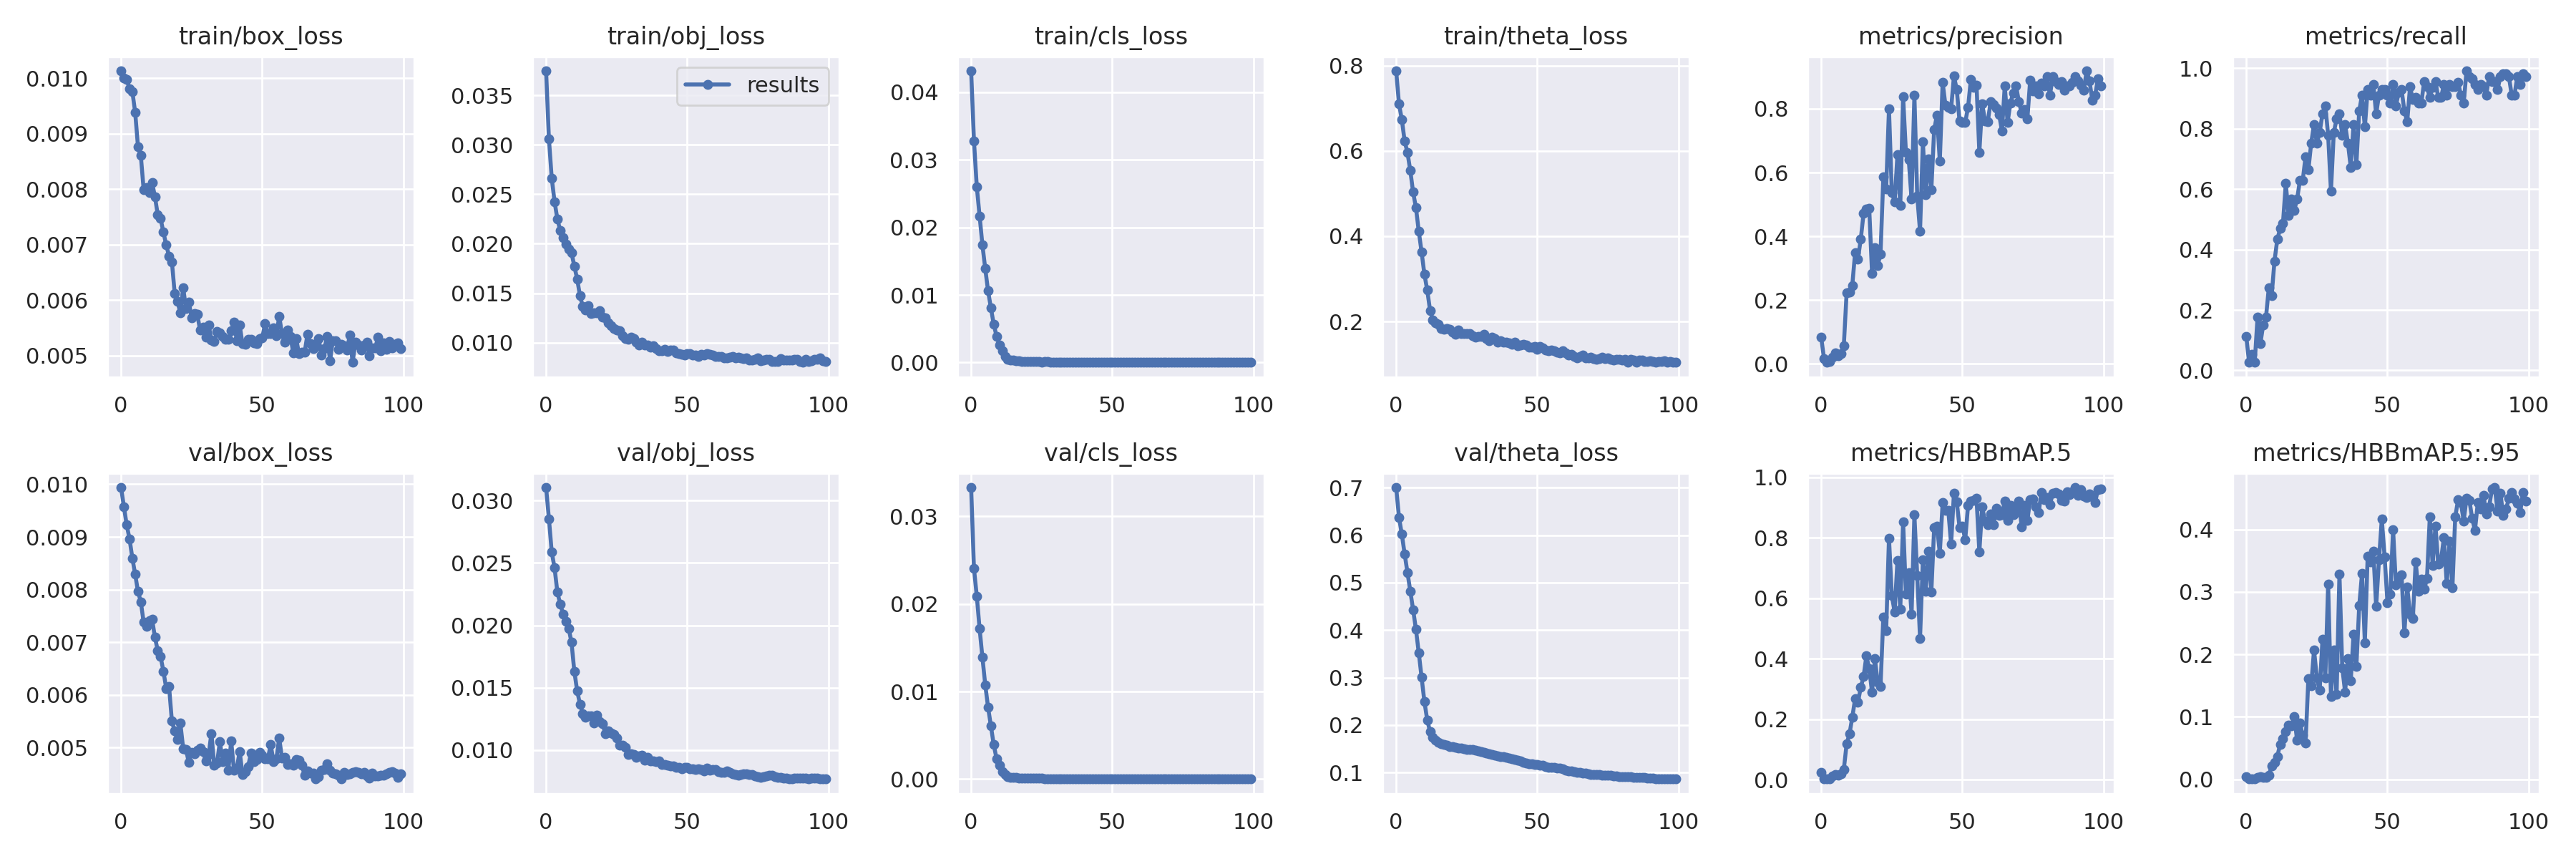 train/box_loss
train/obj_loss
train/cls_loss
train/theta_loss
metrics/precision
metrics/recall
0.010
0.009
0.008
0.007
0.006
0.005
0 50 100
results
0.035
0.030
0.025
0.020
0.015
0.010
0 50 100
0.04
0.03
0.02
0.01
0.00
0 50 100
0.8
0.6
0.4
0.2
0 50 100
0.8
0.6
0.4
0.2
0.0
0 50 100
1.0
0.8
0.6
0.4
0.2
0.0
0 50 100
val/box_loss
val/obj_loss
val/cls_loss
val/theta_loss
metrics/HBBmAP.5
metrics/HBBmAP.5:.95
0.010
0.009
0.008
0.007
0.006
0.005
0 50 100
0.030
0.025
0.020
0.015
0.010
0 50 100
0.03
0.02
0.01
0.00
0 50 100
0.7
0.6
0.5
0.4
0.3
0.2
0.1
0 50 100
1.0
0.8
0.6
0.4
0.2
0.0
0 50 100
0.4
0.3
0.2
0.1
0.0
0 50 100